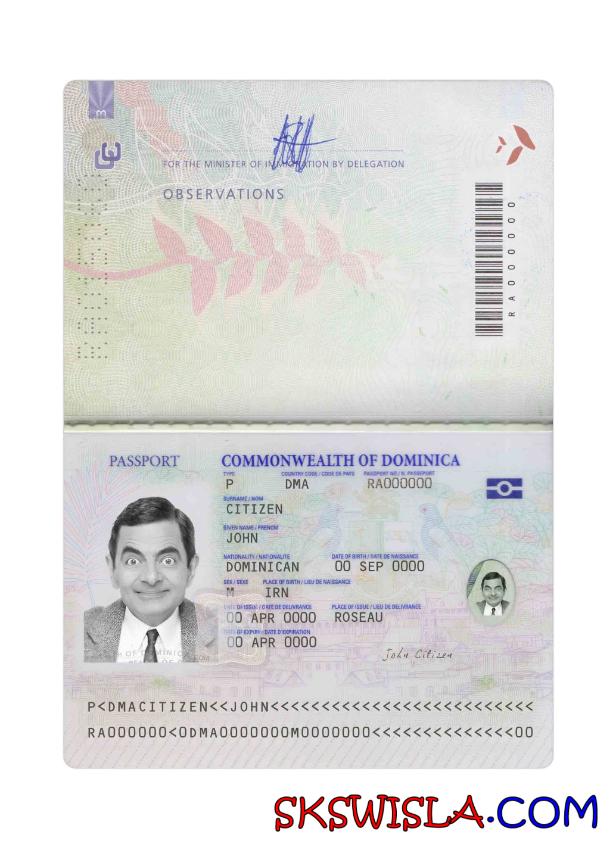 m
FOR THE MINISTER OF IMMIGRATION BY DELEGATION
OBSERVATIONS
RA000000
PASSPORT
COMMONWEALTH OF DOMINICA
TYPE COUNTRY CODE / CODE DE PAYS PASSPORT NO / N. PASSEPORT
P DMA RA000000
SURNAME / NOM
CITIZEN
GIVEN NAME / PRENOM
JOHN
NATIONALITY / NATIONALITE DATE OF BIRTH / DATE DE NAISSANCE
DOMINICAN 00 SEP 0000
SEX / SEXE PLACE OF BIRTH / LIEU DE NAISSANCE
M IRN
DATE OF ISSUE / DATE DE DELIVRANCE PLACE OF ISSUE / LIEU DE DELIVRANCE
00 APR 0000 ROSEAU
DATE OF EXPIRY / DATE D'EXPIRATION
00 APR 0000
John Citizen
P<DMACITIZEN<<JOHN<<<<<<<<<<<<<<<<<<<<<<<<<<
RA000000<0DMA0000000M0000000<<<<<<<<<<<<<<00
SKSWISLA.COM